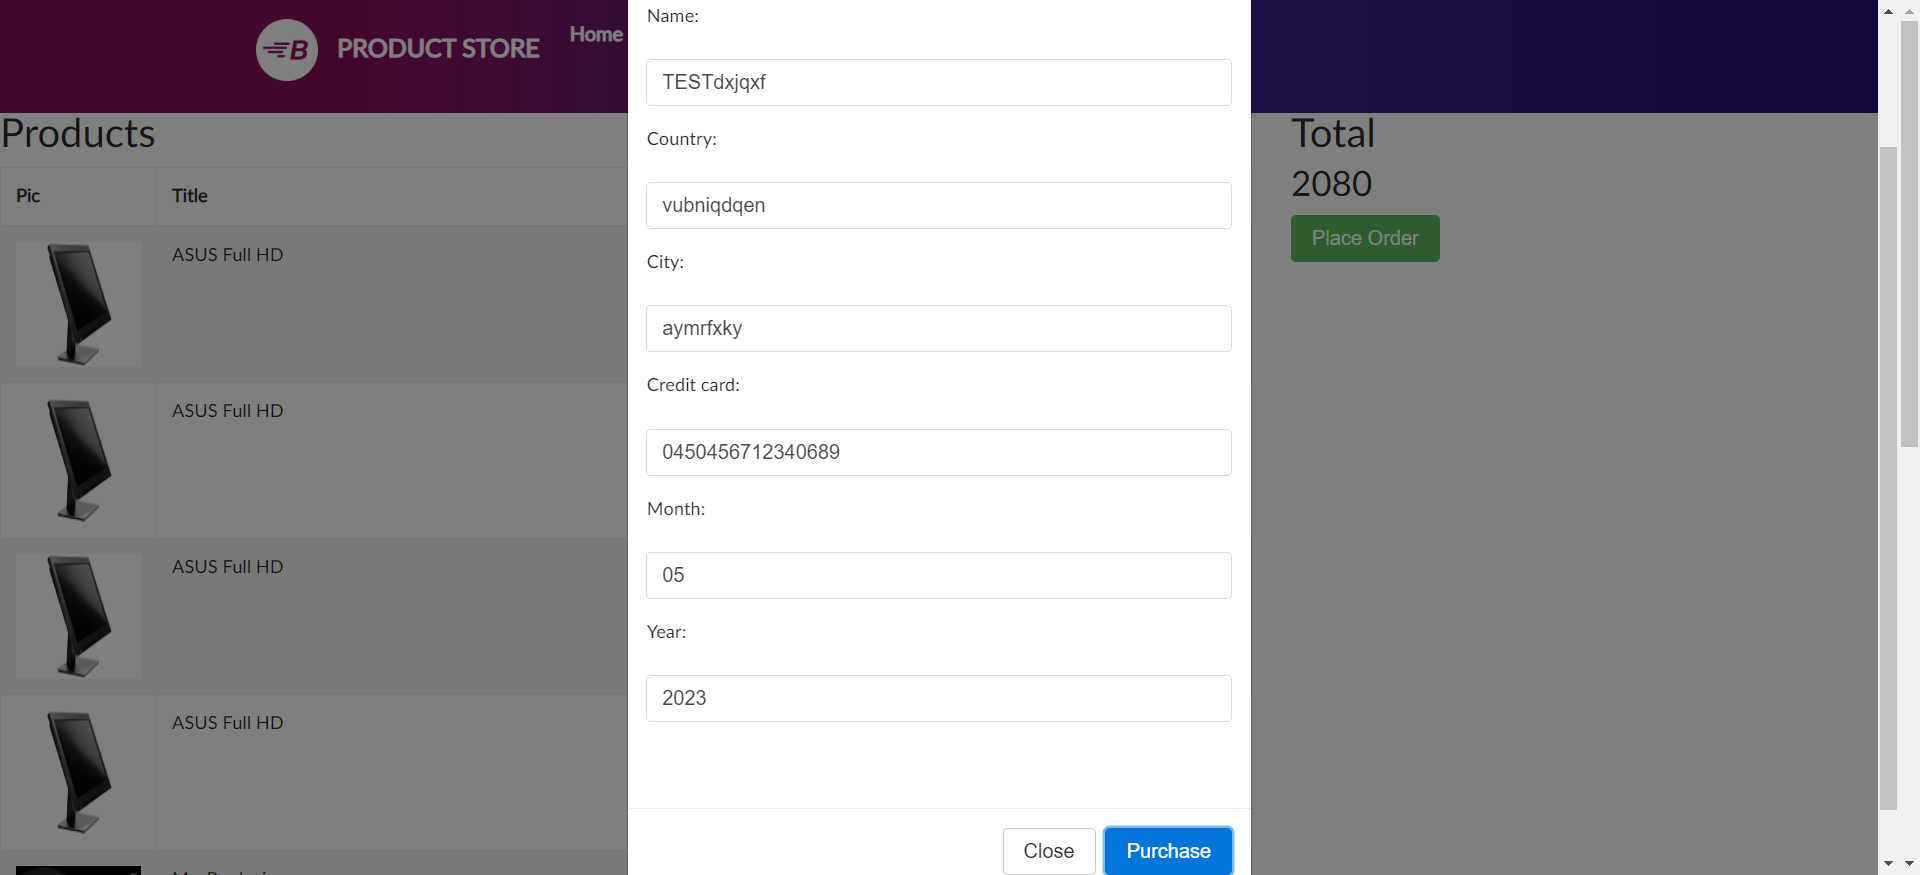 B PRODUCT STORE
Home
Products
Pic
Title
ASUS Full HD
ASUS Full HD
ASUS Full HD
ASUS Full HD
Name:
TESTdxjqxf
Country:
vubniqdqen
City:
aymrfxky
Credit card:
0450456712340689
Month:
05
Year:
2023
Close
Purchase
Total
2080
Place Order